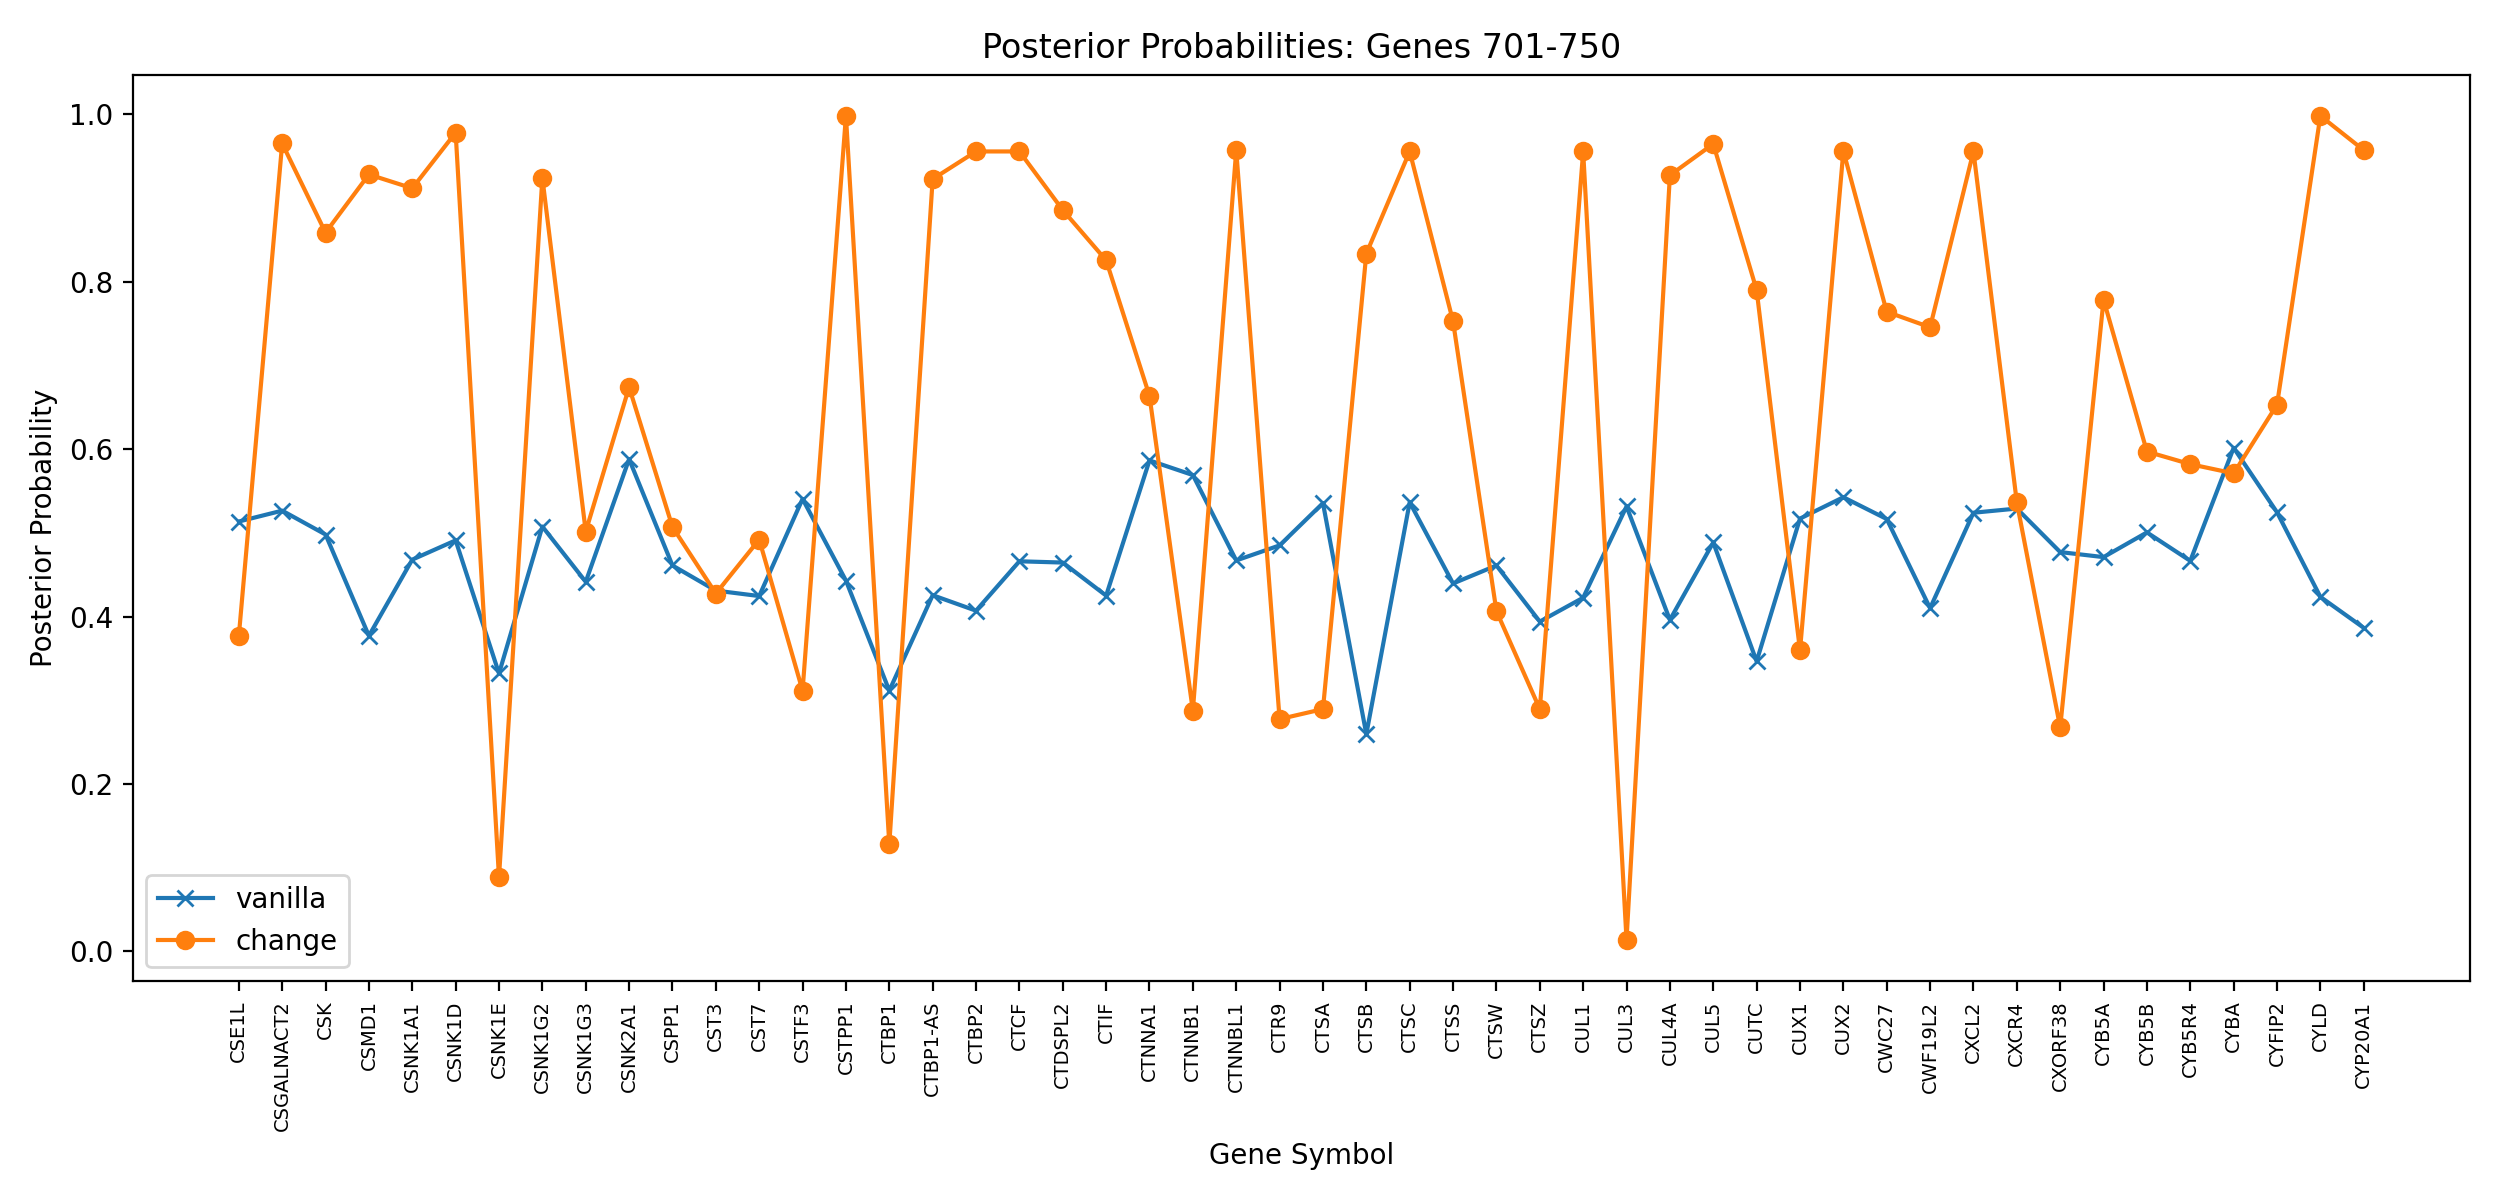 Posterior Probabilities: Genes 701-750
Posterior Probability
1.0
0.8
0.6
0.4
0.2
0.0
vanilla
change
CSE1L
CSGALNACT2
CSK
CSMD1
CSNK1A1
CSNK1D
CSNK1E
CSNK1G2
CSNK1G3
CSNK2A1
CSPP1
CST3
CST7
CSTF3
CSTPP1
CTBP1
CTBP1-AS
CTBP2
CTCF
CTDSPL2
CTIF
CTNNA1
CTNNB1
CTNNBL1
CTR9
CTSA
CTSB
CTSC
CTSS
CTSW
CTSZ
CUL1
CUL3
CUL4A
CUL5
CUTC
CUX1
CUX2
CWC27
CWF19L2
CXCL2
CXCR4
CXORF38
CYB5A
CYB5B
CYB5R4
CYBA
CYFIP2
CYLD
CYP20A1
Gene Symbol